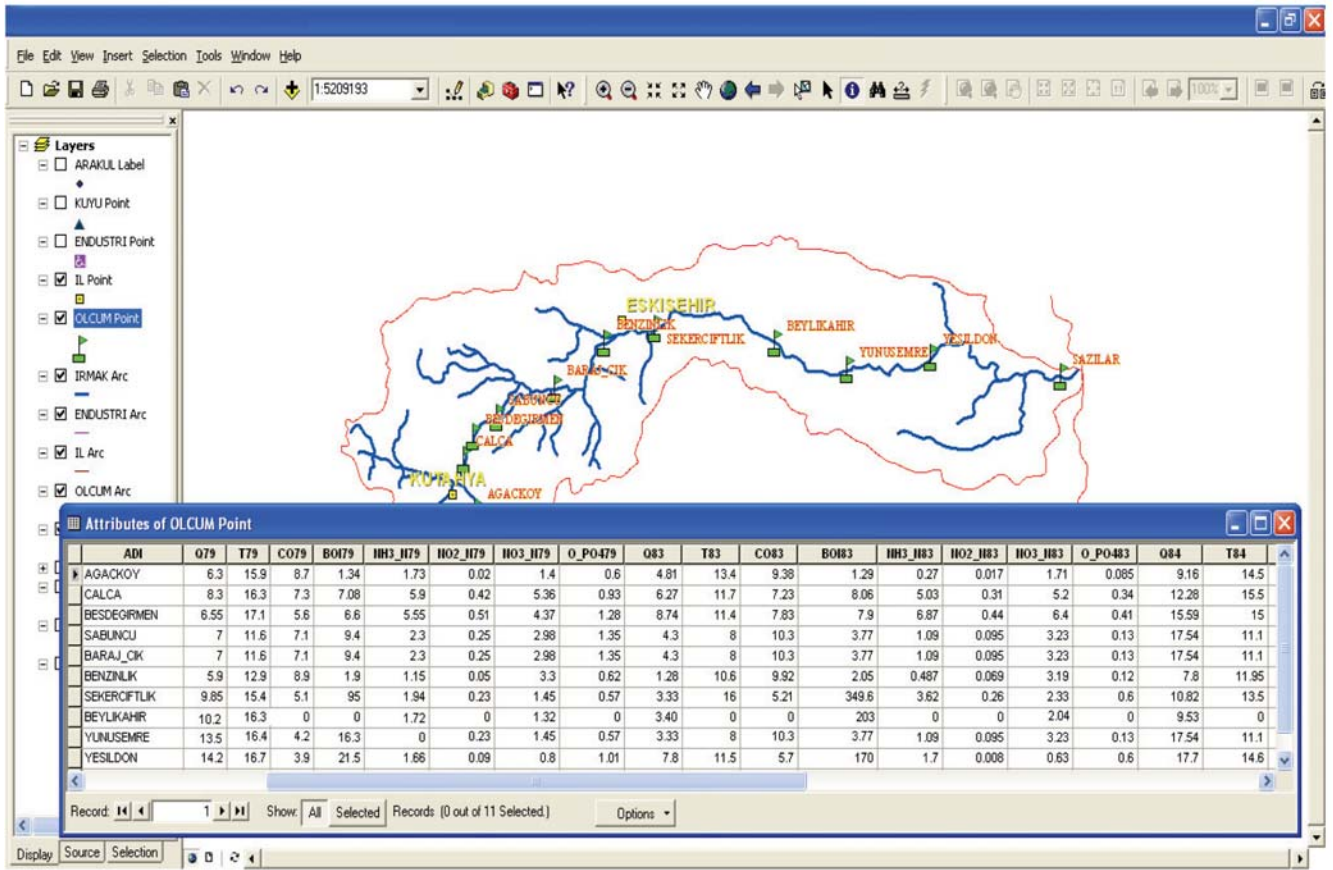 File Edit View Insert Selection Tools Window Help
1:5209193
100%
Layers
ARAKUL Label
KUYU Point
ENDUSTRI Point
IL Point
OLCUM Point
IRMAK Arc
ENDUSTRI Arc
IL Arc
OLCUM Arc
ESKISEHIR
BENZINLIK
SEKERCIFTLIK
BEYLIKAHIR
YUNUSEMRE
YESILDON
SAZILAR
BARAJ_CIK
SABUNCU
BESDEGIRMEN
CALCA
KUTAHYA
AGACKOY
Attributes of OLCUM Point
ADI Q79 T79 CO79 BOI79 NH3_N79 NO2_N79 NO3_N79 O_PO479 Q83 T83 CO83 BOI83 NH3_N83 NO2_N83 NO3_N83 O_PO483 Q84 T84
AGACKOY 6.3 15.9 8.7 1.34 1.73 0.02 1.4 0.6 4.81 13.4 9.38 1.29 0.27 0.017 1.71 0.085 9.16 14.5
CALCA 8.3 16.3 7.3 7.08 5.9 0.42 5.36 0.93 6.27 11.7 7.23 8.06 5.03 0.31 5.2 0.34 12.28 15.5
BESDEGIRMEN 6.55 17.1 5.6 6.6 5.55 0.51 4.37 1.28 8.74 11.4 7.83 7.9 6.87 0.44 6.4 0.41 15.59 15
SABUNCU 7 11.6 7.1 9.4 2.3 0.25 2.98 1.35 4.3 8 10.3 3.77 1.09 0.095 3.23 0.13 17.54 11.1
BARAJ_CIK 7 11.6 7.1 9.4 2.3 0.25 2.98 1.35 4.3 8 10.3 3.77 1.09 0.095 3.23 0.13 17.54 11.1
BENZINLIK 5.9 12.9 8.9 1.9 1.15 0.05 3.3 0.62 1.28 10.6 9.92 2.05 0.487 0.069 3.19 0.12 7.8 11.95
SEKERCIFTLIK 9.85 15.4 5.1 95 1.94 0.23 1.45 0.57 3.33 16 5.21 349.6 3.62 0.26 2.33 0.6 10.82 13.5
BEYLIKAHIR 10.2 16.3 0 0 1.72 0 1.32 0 3.40 0 0 203 0 0 2.04 0 9.53 0
YUNUSEMRE 13.5 16.4 4.2 16.3 0 0.23 1.45 0.57 3.33 8 10.3 3.77 1.09 0.095 3.23 0.13 17.54 11.1
YESILDON 14.2 16.7 3.9 21.5 1.66 0.09 0.8 1.01 7.8 11.5 5.7 170 1.7 0.008 0.63 0.6 17.7 14.6
Record: 1 Show: All Selected Records (0 out of 11 Selected.) Options
Display Source Selection